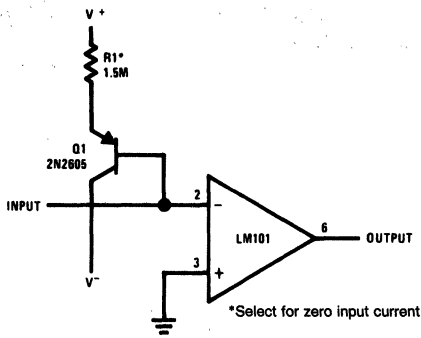 V+
R1*
1.5M
Q1
2N2605
INPUT
2
−
LM101
6
OUTPUT
3
+
V−
*Select for zero input current